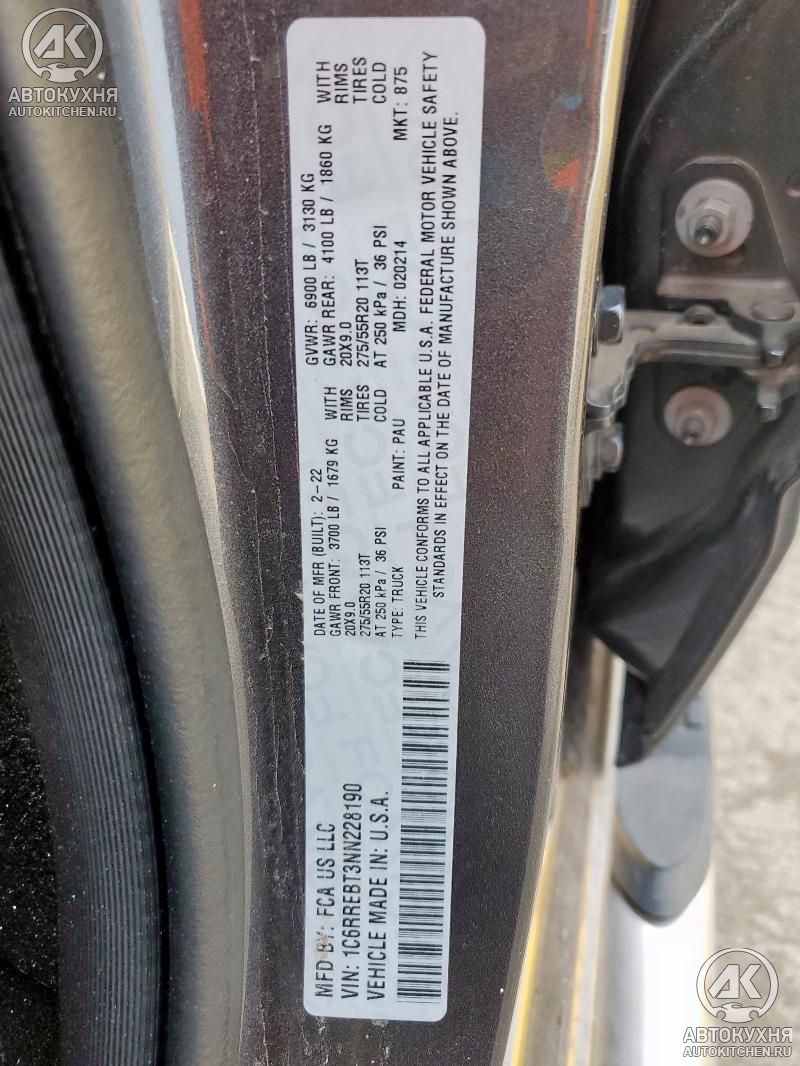 АВТОКУХНЯ
AUTOKITCHEN.RU
MFD BY: FCA US LLC
VIN: 1C6RREBT3NN228190
VEHICLE MADE IN: U.S.A.
DATE OF MFR (BUILT): 2-22
GVWR: 6900 LB / 3130 KG
GAWR FRONT: 3700 LB / 1679 KG WITH
20X9.0 RIMS
275/55R20 113T TIRES
AT 250 kPa / 36 PSI COLD
GAWR REAR: 4100 LB / 1860 KG WITH
20X9.0 RIMS
275/55R20 113T TIRES
AT 250 kPa / 36 PSI COLD
TYPE: TRUCK PAINT: PAU MDH: 020214 MKT: 875
THIS VEHICLE CONFORMS TO ALL APPLICABLE U.S.A. FEDERAL MOTOR VEHICLE SAFETY
STANDARDS IN EFFECT ON THE DATE OF MANUFACTURE SHOWN ABOVE.
АВТОКУХНЯ
AUTOKITCHEN.RU